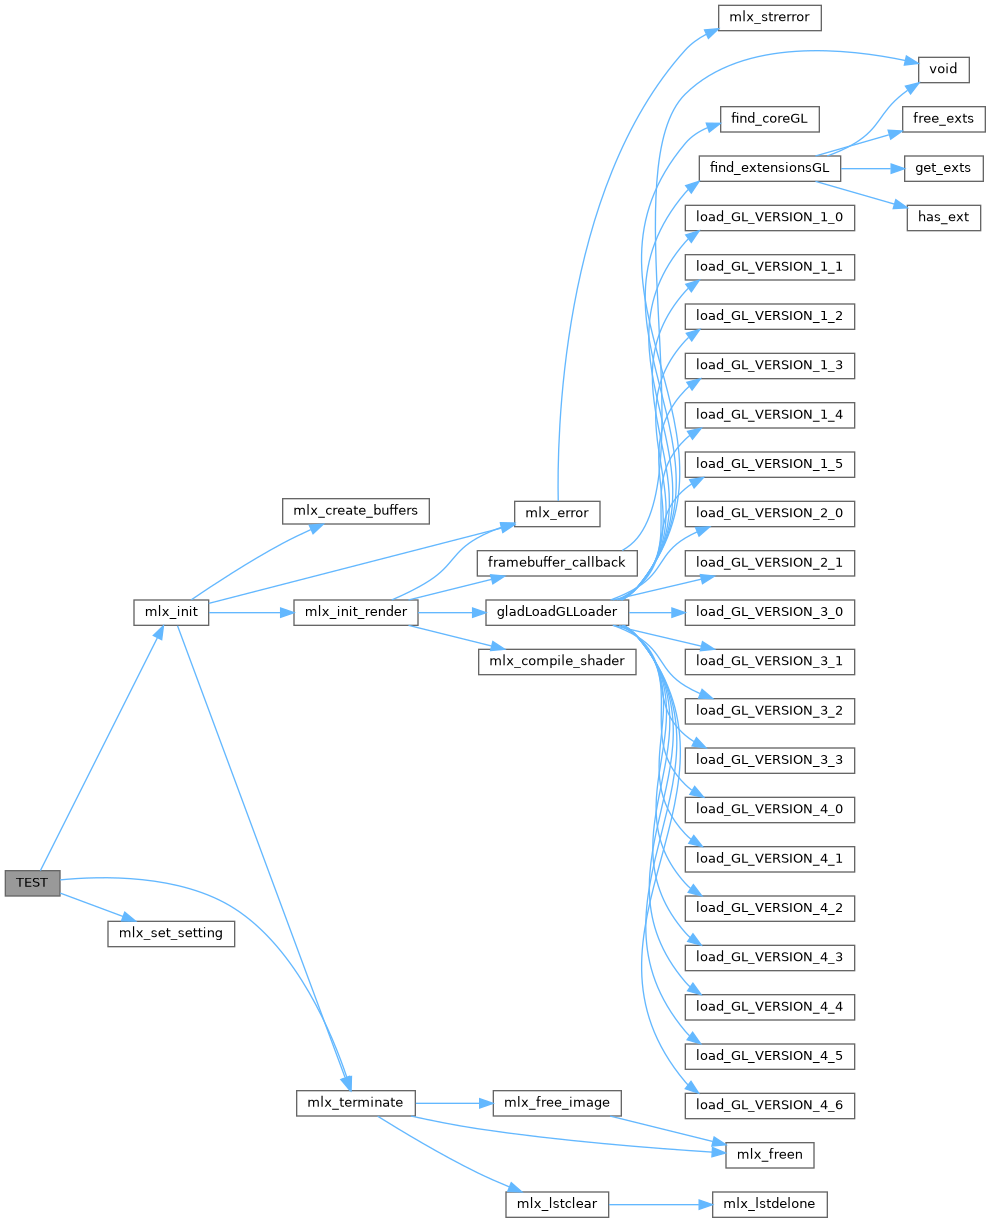 mlx_strerror
void
find_coreGL
free_exts
find_extensionsGL
get_exts
load_GL_VERSION_1_0
has_ext
load_GL_VERSION_1_1
load_GL_VERSION_1_2
load_GL_VERSION_1_3
load_GL_VERSION_1_4
load_GL_VERSION_1_5
mlx_create_buffers
mlx_error
load_GL_VERSION_2_0
framebuffer_callback
load_GL_VERSION_2_1
mlx_init
mlx_init_render
gladLoadGLLoader
load_GL_VERSION_3_0
mlx_compile_shader
load_GL_VERSION_3_1
load_GL_VERSION_3_2
load_GL_VERSION_3_3
load_GL_VERSION_4_0
load_GL_VERSION_4_1
TEST
load_GL_VERSION_4_2
mlx_set_setting
load_GL_VERSION_4_3
load_GL_VERSION_4_4
load_GL_VERSION_4_5
mlx_terminate
mlx_free_image
load_GL_VERSION_4_6
mlx_freen
mlx_lstclear
mlx_lstdelone